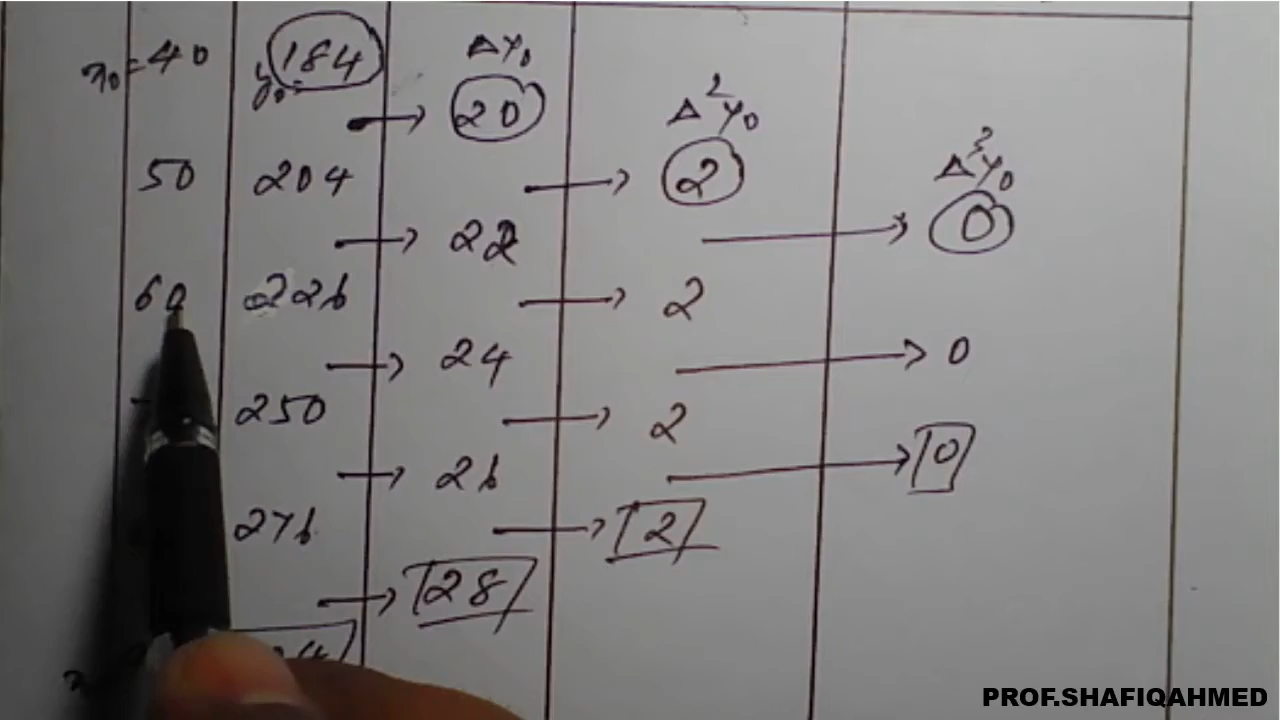 x₀=40 y₀= 184 Δy₀
→ 20 Δ²y₀
50 204 → 2 Δ³y₀
→ 22 → 0
60 226 → 2
→ 24 → 0
250 → 2
→ 26 → 0
276 → 2
→ 28
PROF.SHAFIQAHMED